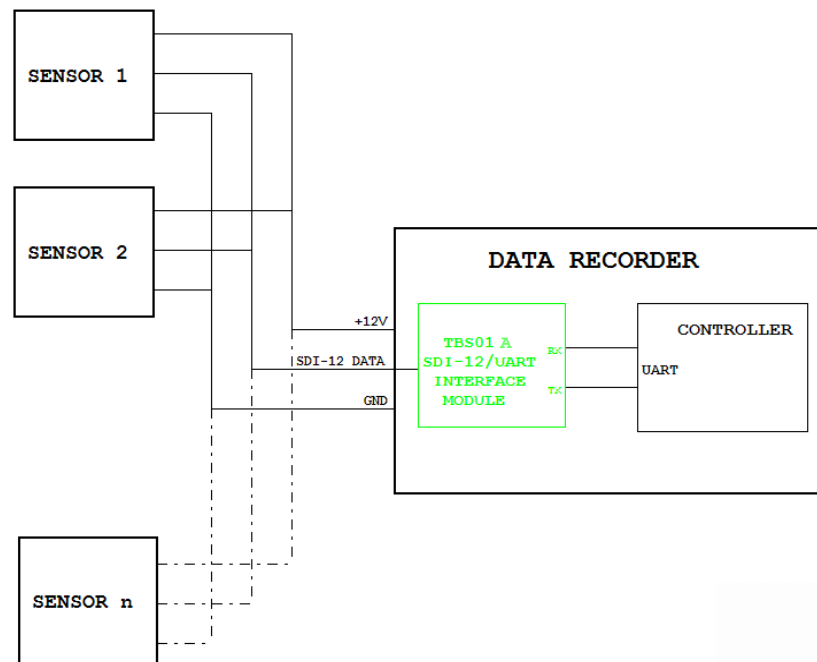 SENSOR 1
SENSOR 2
DATA RECORDER
+12V
SDI-12 DATA
GND
TBS01 A
SDI-12/UART
INTERFACE
MODULE
RX
TX
CONTROLLER
UART
SENSOR n